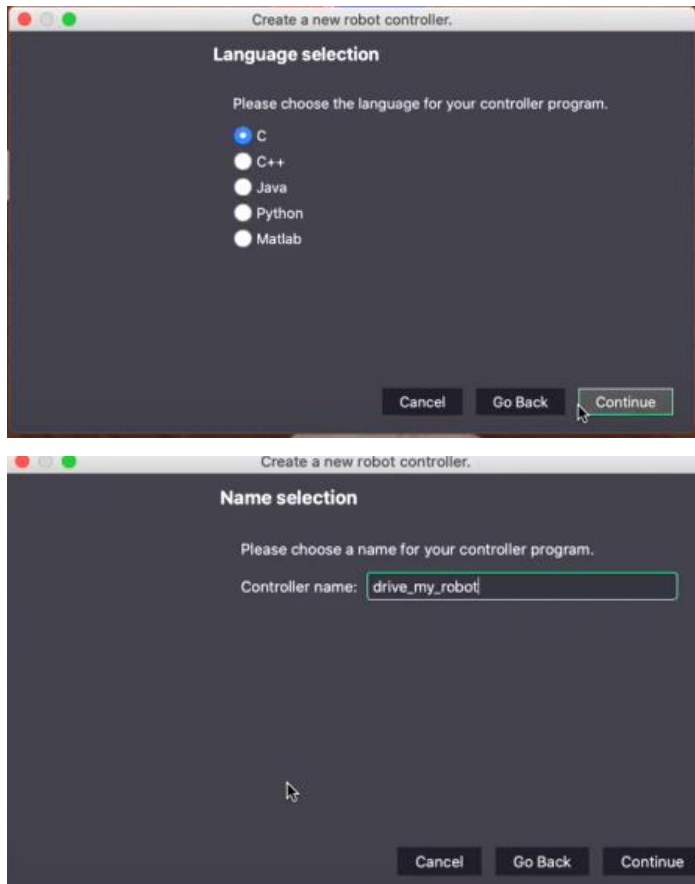 Create a new robot controller.
Language selection
Please choose the language for your controller program.
C
C++
Java
Python
Matlab
Cancel Go Back Continue
Create a new robot controller.
Name selection
Please choose a name for your controller program.
Controller name: drive_my_robot
Cancel Go Back Continue